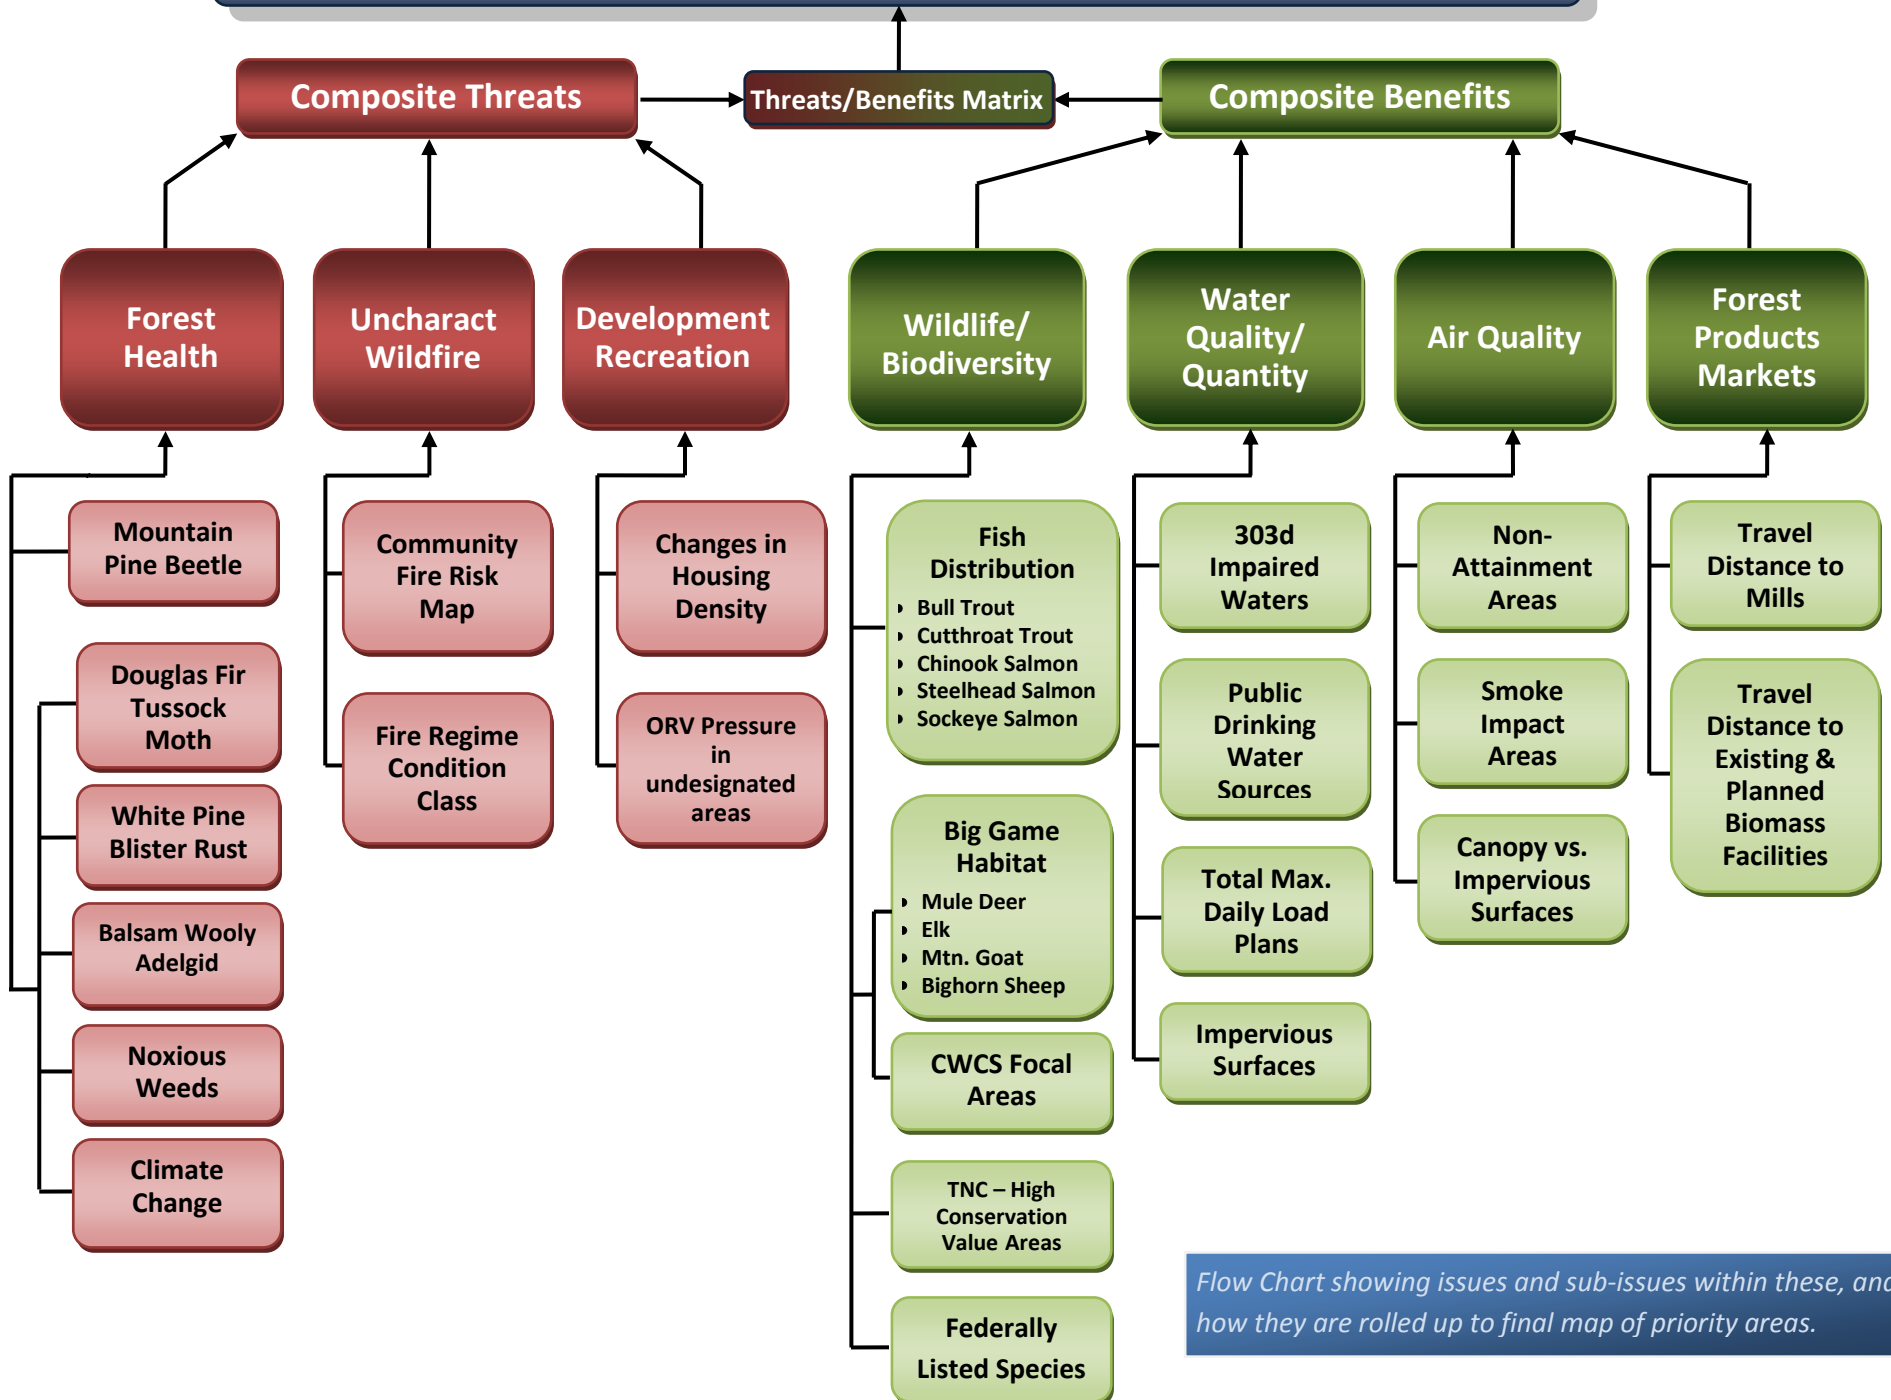 Composite Threats
Threats/Benefits Matrix
Composite Benefits
Forest
Health
Uncharact
Wildfire
Development
Recreation
Wildlife/
Biodiversity
Water
Quality/
Quantity
Air Quality
Forest
Products
Markets
Mountain
Pine Beetle
Douglas Fir
Tussock
Moth
White Pine
Blister Rust
Balsam Wooly
Adelgid
Noxious
Weeds
Climate
Change
Community
Fire Risk
Map
Fire Regime
Condition
Class
Changes in
Housing
Density
ORV Pressure
in
undesignated
areas
Fish
Distribution
• Bull Trout
• Cutthroat Trout
• Chinook Salmon
• Steelhead Salmon
• Sockeye Salmon
Big Game
Habitat
• Mule Deer
• Elk
• Mtn. Goat
• Bighorn Sheep
CWCS Focal
Areas
TNC – High
Conservation
Value Areas
Federally
Listed Species
303d
Impaired
Waters
Public
Drinking
Water
Sources
Total Max.
Daily Load
Plans
Impervious
Surfaces
Non-
Attainment
Areas
Smoke
Impact
Areas
Canopy vs.
Impervious
Surfaces
Travel
Distance to
Mills
Travel
Distance to
Existing &
Planned
Biomass
Facilities
Flow Chart showing issues and sub-issues within these, and
how they are rolled up to final map of priority areas.